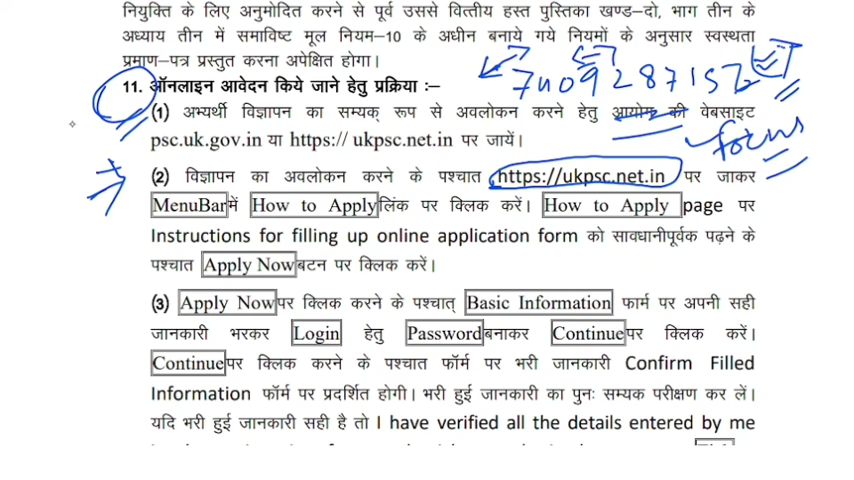 नियुक्ति के लिए अनुमोदित करने से पूर्व उससे वित्तीय हस्त पुस्तिका खण्ड–दो, भाग तीन के
अध्याय तीन में समाविष्ट मूल नियम–10 के अधीन बनाये गये नियमों के अनुसार स्वस्थता
प्रमाण–पत्र प्रस्तुत करना अपेक्षित होगा।
7409287152
11. ऑनलाइन आवेदन किये जाने हेतु प्रक्रिया :–
(1) अभ्यर्थी विज्ञापन का सम्यक् रूप से अवलोकन करने हेतु आयोग की वेबसाइट
focus
psc.uk.gov.in या https:// ukpsc.net.in पर जायें।
(2) विज्ञापन का अवलोकन करने के पश्चात https://ukpsc.net.in पर जाकर
MenuBar में How to Apply लिंक पर क्लिक करें। How to Apply page पर
Instructions for filling up online application form को सावधानीपूर्वक पढ़ने के
पश्चात Apply Now बटन पर क्लिक करें।
(3) Apply Now पर क्लिक करने के पश्चात् Basic Information फार्म पर अपनी सही
जानकारी भरकर Login हेतु Password बनाकर Continue पर क्लिक करें।
Continue पर क्लिक करने के पश्चात फॉर्म पर भरी जानकारी Confirm Filled
Information फॉर्म पर प्रदर्शित होगी। भरी हुई जानकारी का पुनः सम्यक परीक्षण कर लें।
यदि भरी हुई जानकारी सही है तो I have verified all the details entered by me